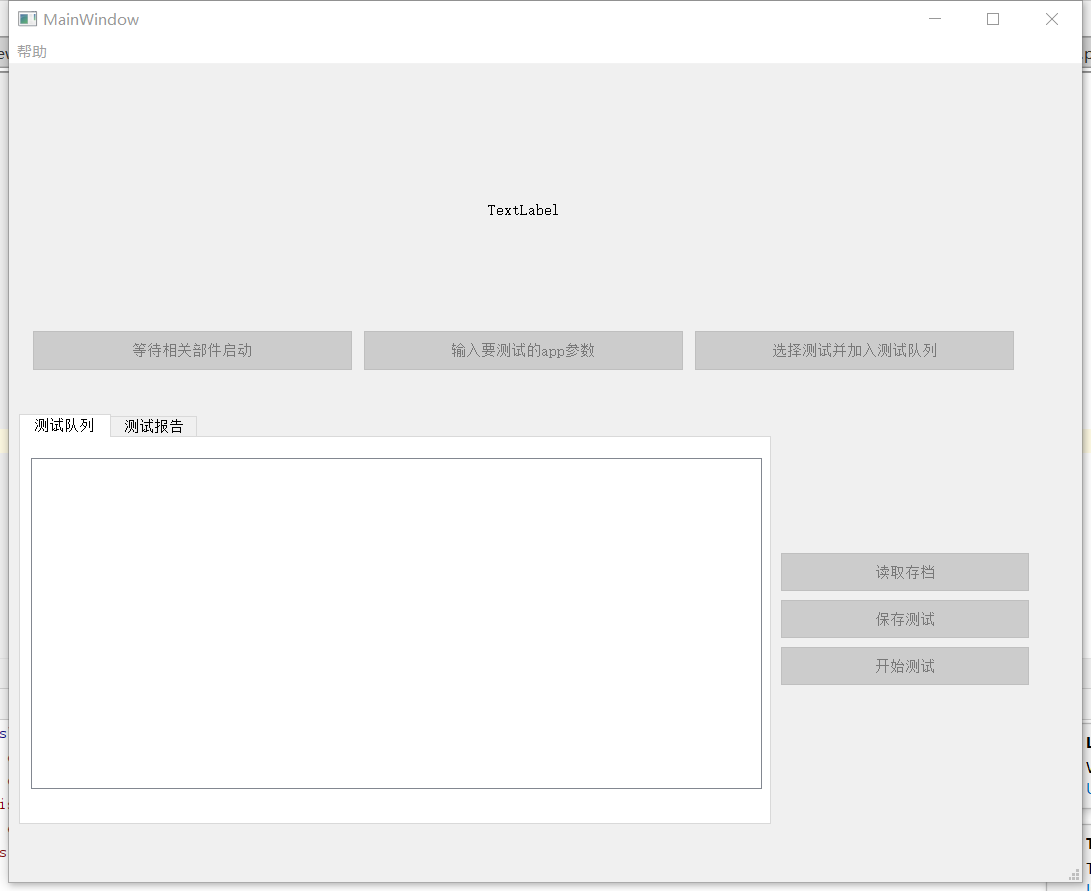 MainWindow
帮助
TextLabel
等待相关部件启动
输入要测试的app参数
选择测试并加入测试队列
测试队列
测试报告
读取存档
保存测试
开始测试